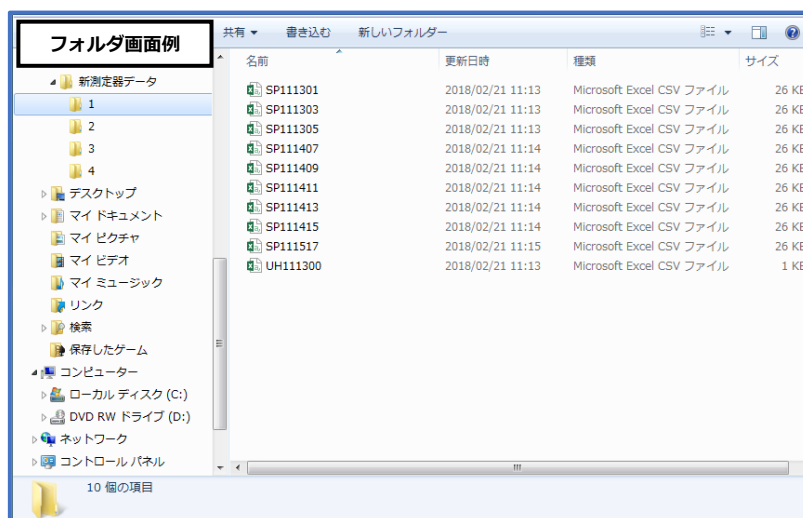 フォルダ画面例
共有 書き込む 新しいフォルダー
名前 更新日時 種類 サイズ
新測定器データ
1
2
3
4
デスクトップ
マイ ドキュメント
マイ ピクチャ
マイ ビデオ
マイ ミュージック
リンク
検索
保存したゲーム
コンピューター
ローカル ディスク (C:)
DVD RW ドライブ (D:)
ネットワーク
コントロール パネル
SP111301 2018/02/21 11:13 Microsoft Excel CSV ファイル 26 KE
SP111303 2018/02/21 11:13 Microsoft Excel CSV ファイル 26 KE
SP111305 2018/02/21 11:13 Microsoft Excel CSV ファイル 26 KE
SP111407 2018/02/21 11:14 Microsoft Excel CSV ファイル 26 KE
SP111409 2018/02/21 11:14 Microsoft Excel CSV ファイル 26 KE
SP111411 2018/02/21 11:14 Microsoft Excel CSV ファイル 26 KE
SP111413 2018/02/21 11:14 Microsoft Excel CSV ファイル 26 KE
SP111415 2018/02/21 11:14 Microsoft Excel CSV ファイル 26 KE
SP111517 2018/02/21 11:15 Microsoft Excel CSV ファイル 26 KE
UH111300 2018/02/21 11:13 Microsoft Excel CSV ファイル 1 KE
10 個の項目